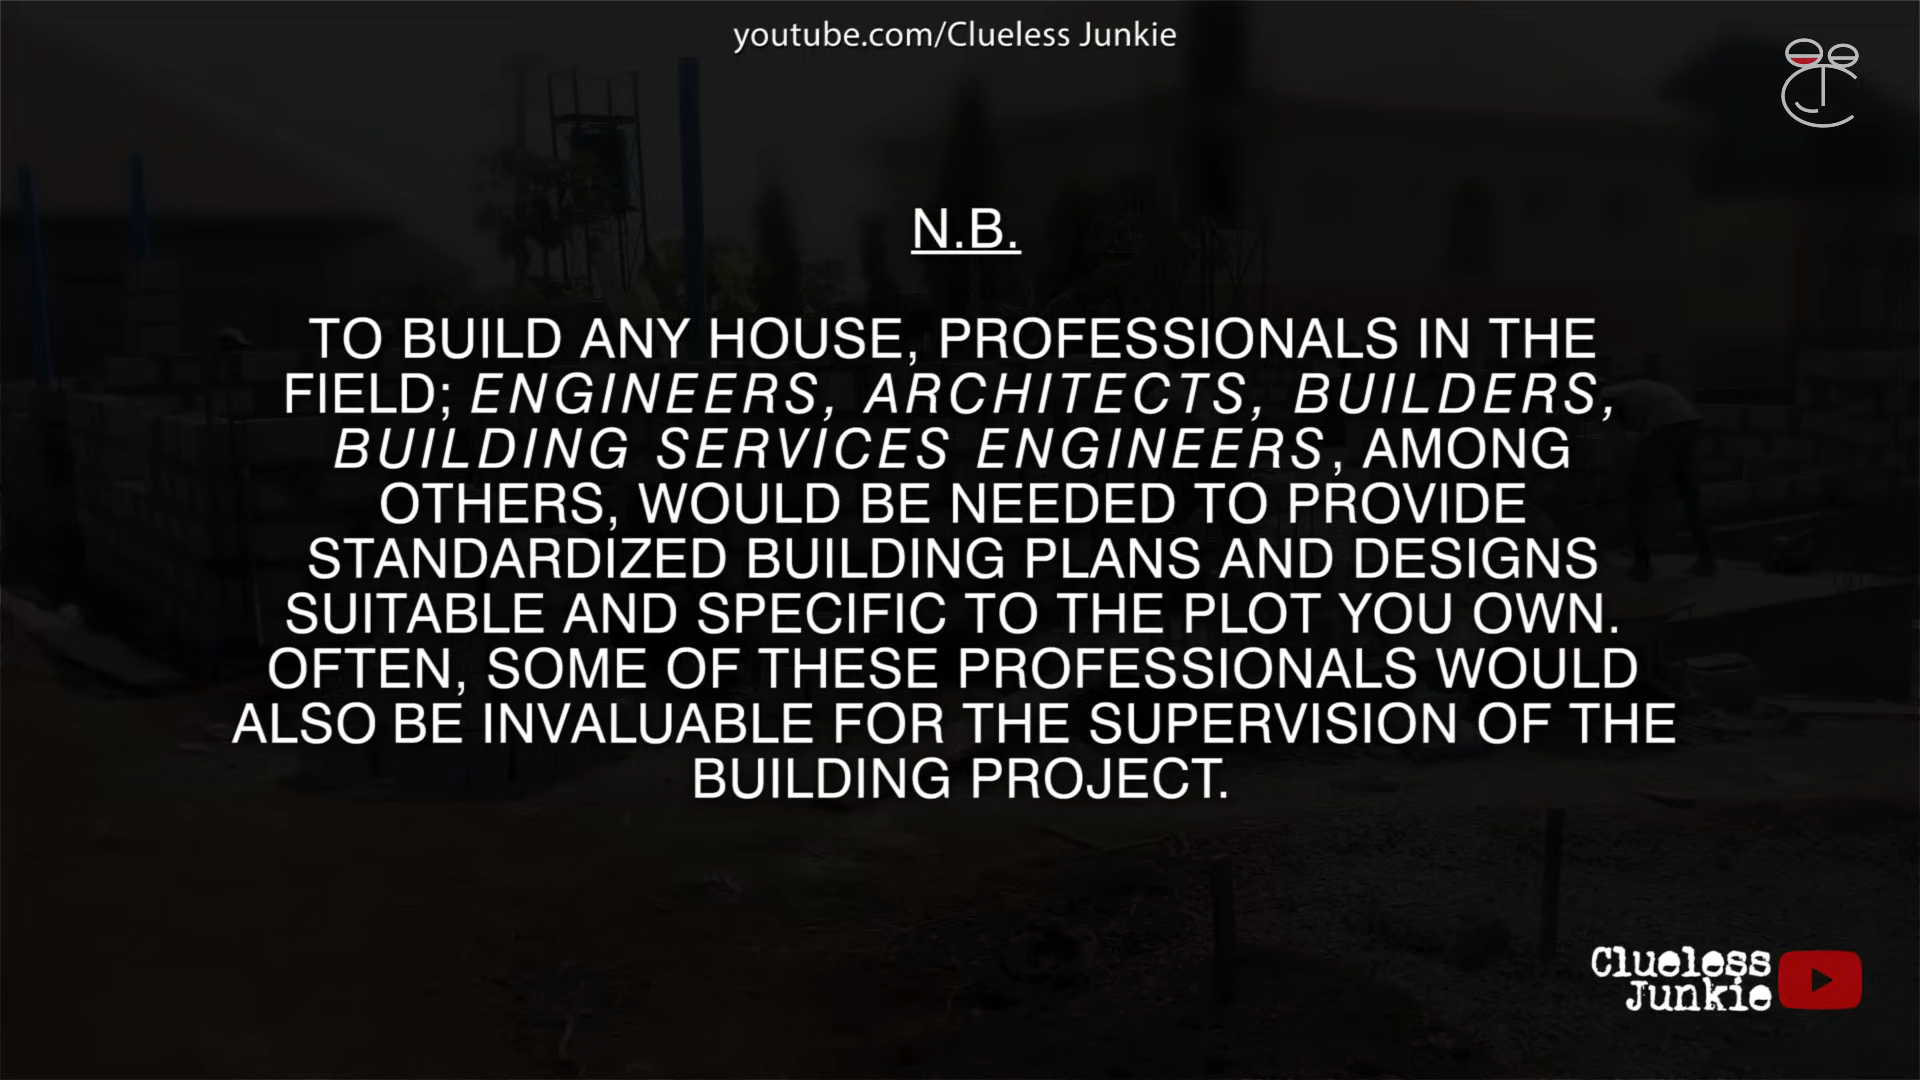 youtube.com/Clueless Junkie
N.B.
TO BUILD ANY HOUSE, PROFESSIONALS IN THE
FIELD; ENGINEERS, ARCHITECTS, BUILDERS,
BUILDING SERVICES ENGINEERS, AMONG
OTHERS, WOULD BE NEEDED TO PROVIDE
STANDARDIZED BUILDING PLANS AND DESIGNS
SUITABLE AND SPECIFIC TO THE PLOT YOU OWN.
OFTEN, SOME OF THESE PROFESSIONALS WOULD
ALSO BE INVALUABLE FOR THE SUPERVISION OF THE
BUILDING PROJECT.
Clueless
Junkie